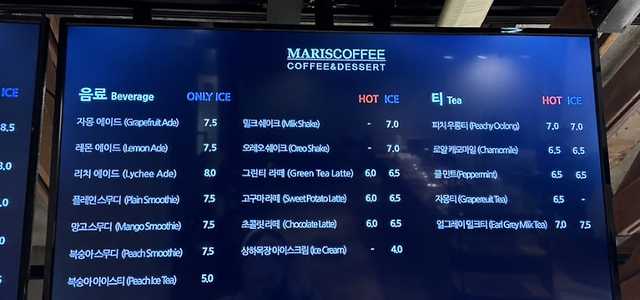 MARISCOFFEE
COFFEE&DESSERT
ICE
8.5
음료 Beverage ONLY ICE
자몽 에이드 (Grapefruit Ade) 7.5
레몬 에이드 (Lemon Ade) 7.5
리치 에이드 (Lychee Ade) 8.0
플레인 스무디 (Plain Smoothie) 7.5
망고 스무디 (Mango Smoothie) 7.5
복숭아 스무디 (Peach Smoothie) 7.5
복숭아 아이스티 (Peach Ice Tea) 5.0
HOT ICE
밀크 쉐이크 (Milk Shake) - 7.0
오레오 쉐이크 (Oreo Shake) - 7.0
그린티 라떼 (Green Tea Latte) 6.0 6.5
고구마 라떼 (Sweet Potato Latte) 6.0 6.5
초콜릿 라떼 (Chocolate Latte) 6.0 6.5
상하목장 아이스크림 (Ice Cream) - 4.0
티 Tea HOT ICE
피치 우롱티 (Peachy Oolong) 7.0 7.0
로얄 캐모마일 (Chamomile) 6.5 6.5
쿨 민트(Peppermint) 6.5 6.5
자몽티 (Grapereuit Tea) 6.5 -
얼그레이 밀크티 (Earl Grey Milk Tea) 7.0 7.5